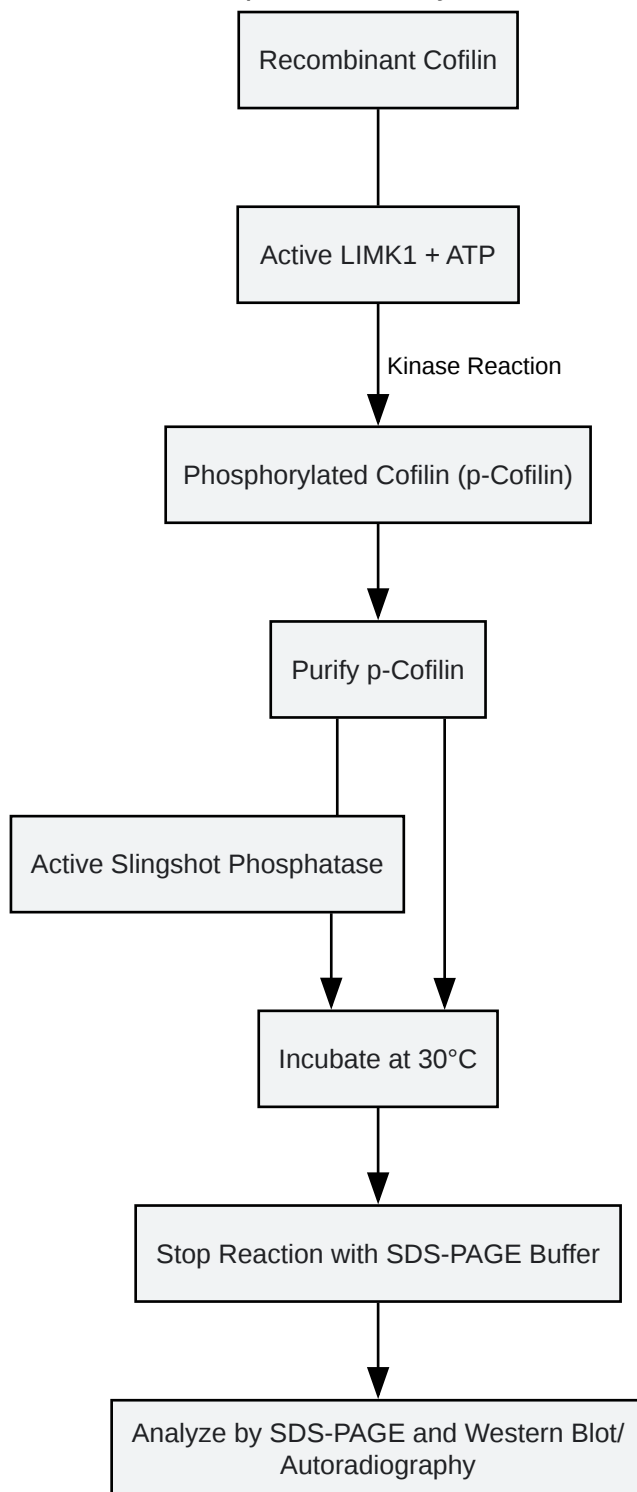 Recombinant Cofilin
Active LIMK1 + ATP
Kinase Reaction
Phosphorylated Cofilin (p-Cofilin)
Purify p-Cofilin
Active Slingshot Phosphatase
Incubate at 30°C
Stop Reaction with SDS-PAGE Buffer
Analyze by SDS-PAGE and Western Blot/
Autoradiography